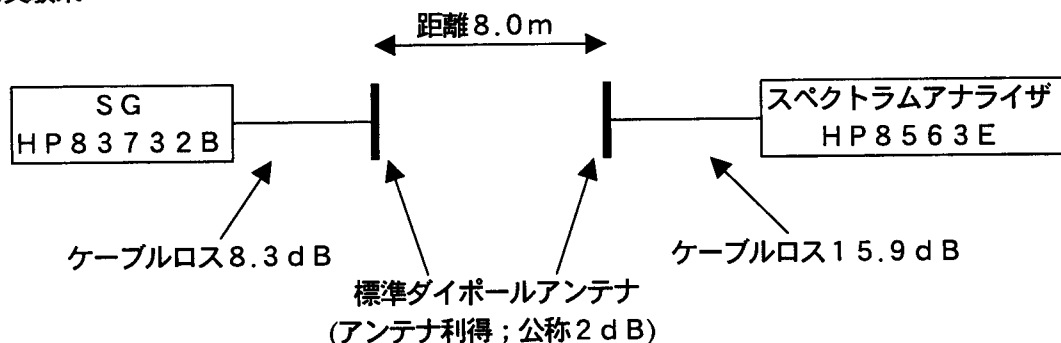 距離8.0m
SG
HP83732B
スペクトラムアナライザ
HP8563E
ケーブルロス8.3dB
ケーブルロス15.9dB
標準ダイポールアンテナ
(アンテナ利得;公称2dB)